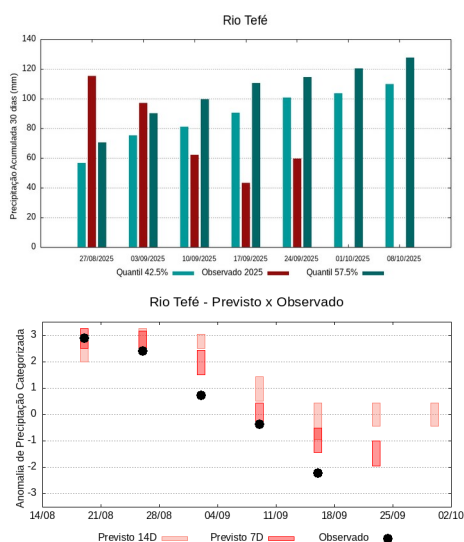 Rio Tefé
Precipitação Acumulada 30 dias (mm)
140
120
100
80
60
40
20
0
27/08/2025 03/09/2025 10/09/2025 17/09/2025 24/09/2025 01/10/2025 08/10/2025
Quantil 42.5% Observado 2025 Quantil 57.5%
Rio Tefé - Previsto x Observado
Anomalia de Preciptação Categorizada
3
2
1
0
-1
-2
-3
14/08 21/08 28/08 04/09 11/09 18/09 25/09 02/10
Previsto 14D Previsto 7D Observado